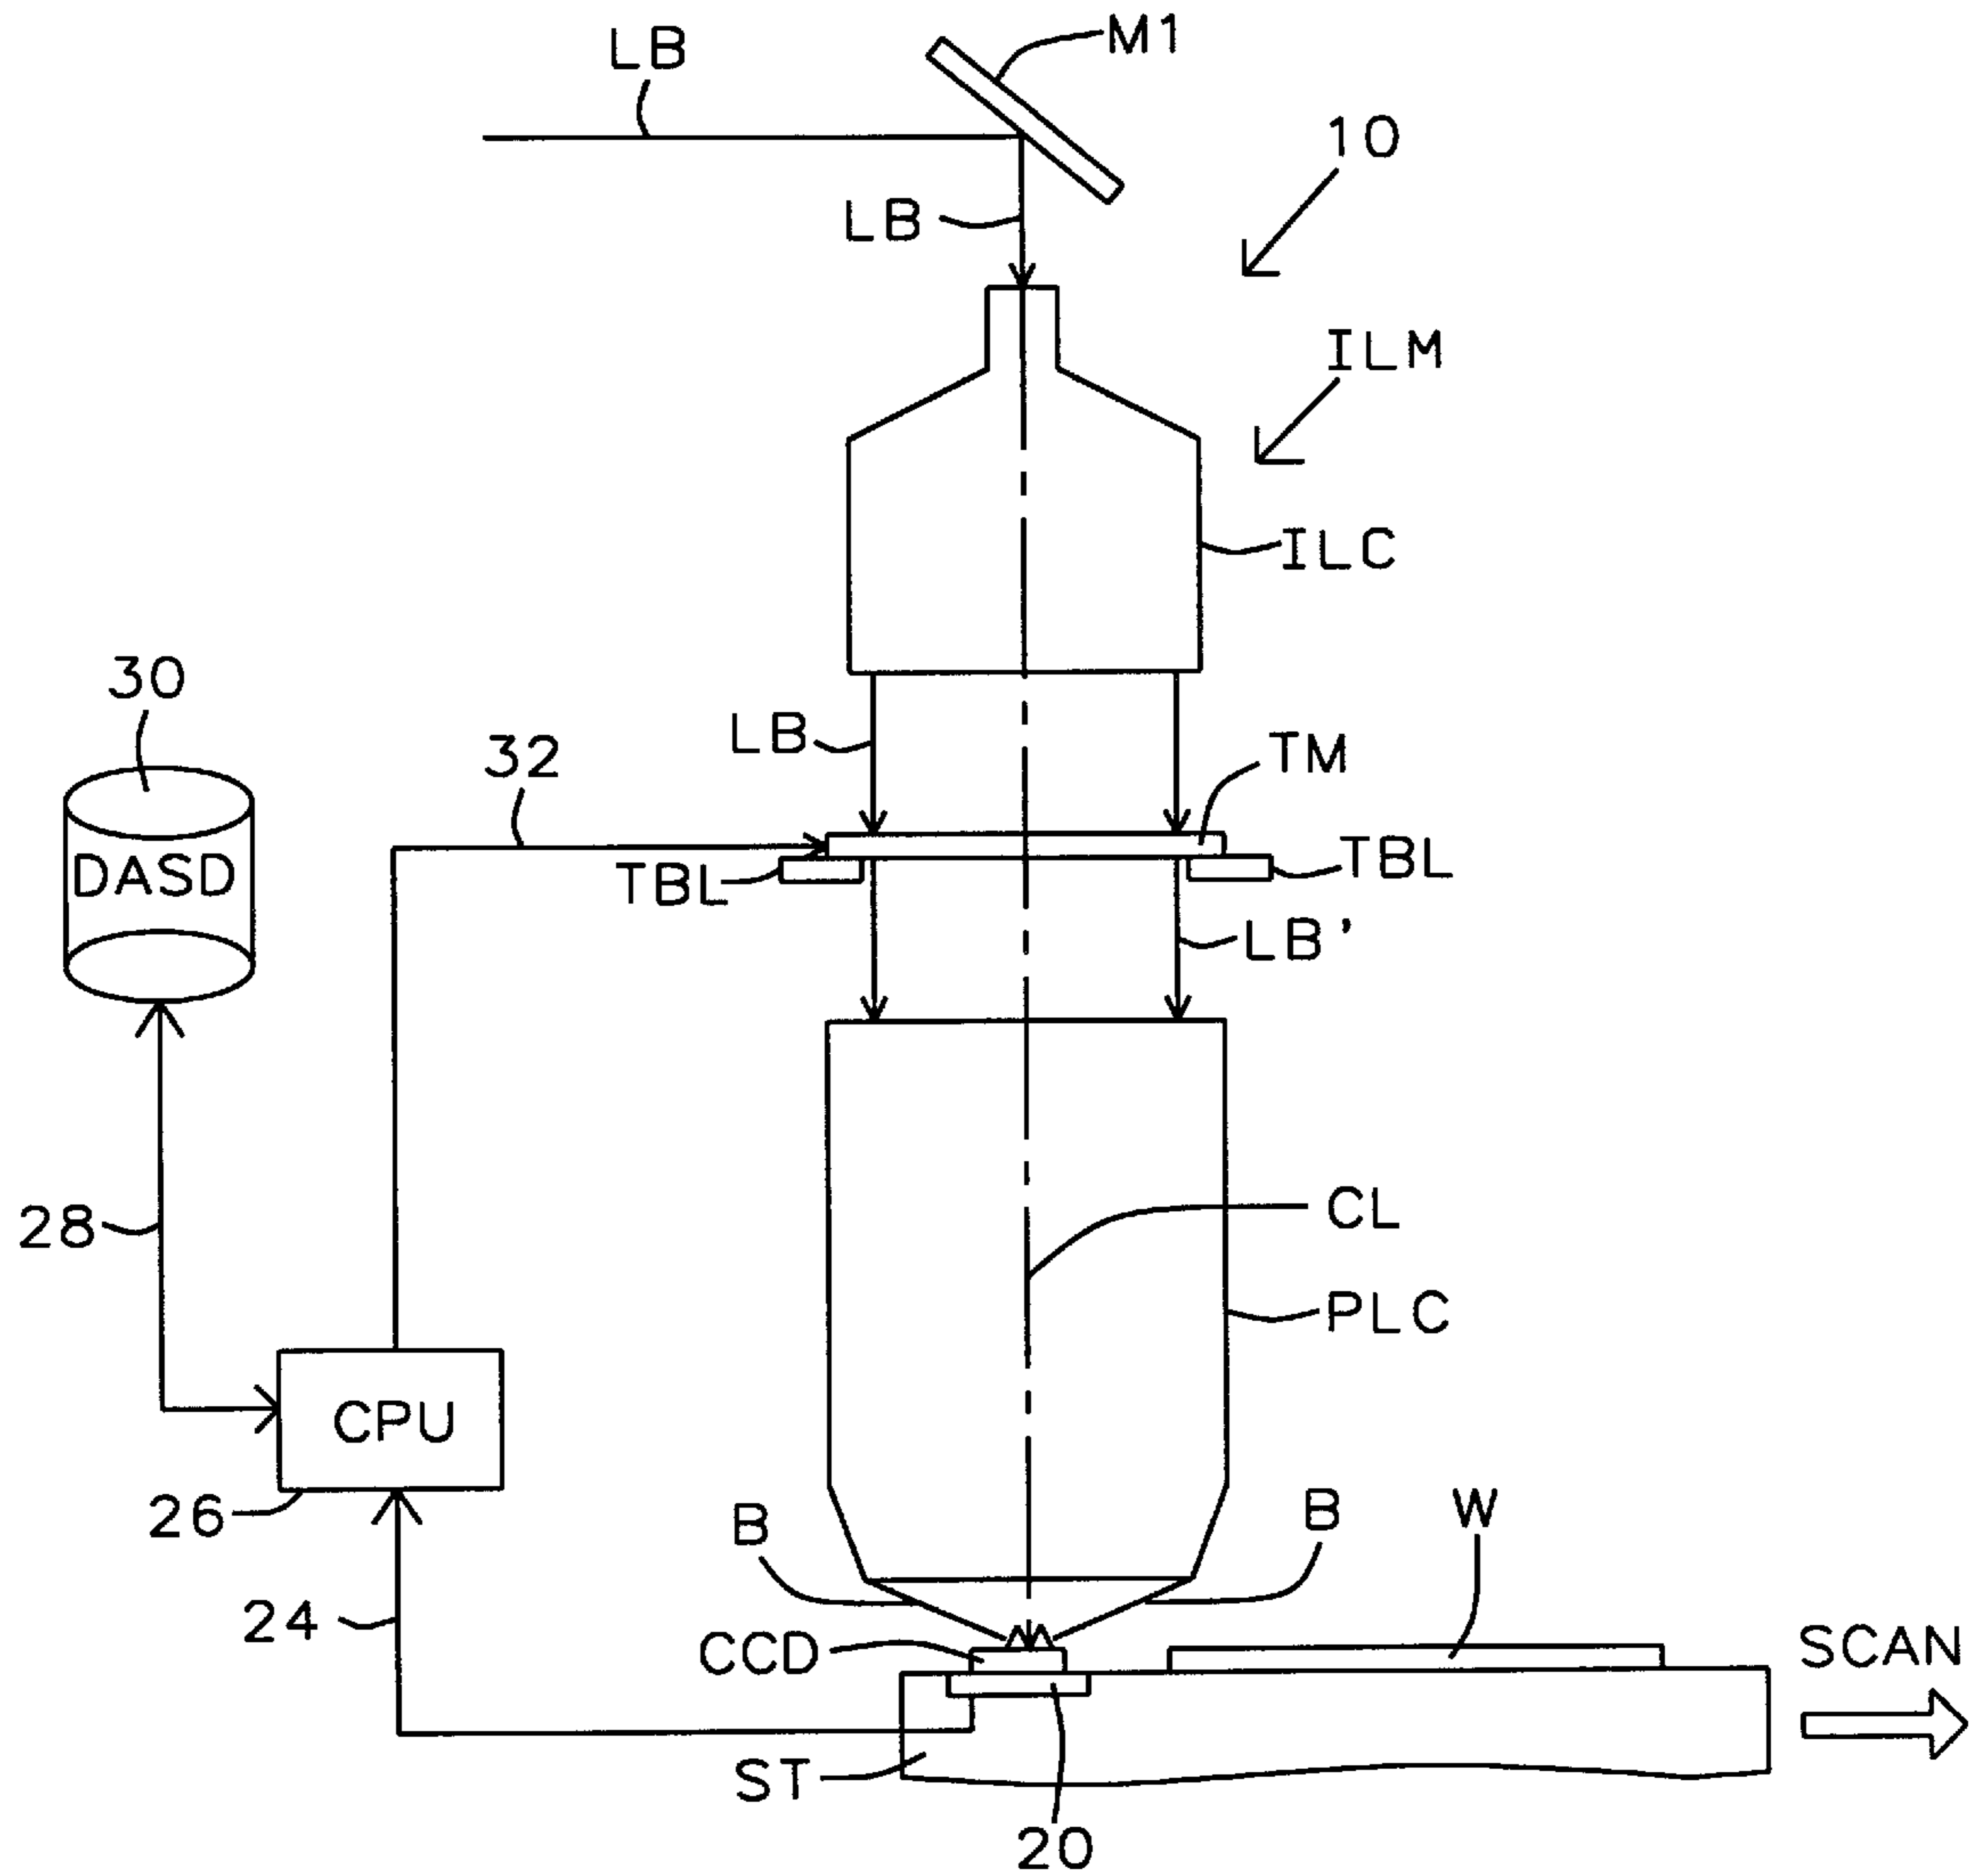 LB
M1
10
LB
ILM
ILC
30
LB
32
TM
DASD
TBL
TBL
LB'
28
CL
PLC
CPU
26
B
B
W
24
CCD
SCAN
ST
20